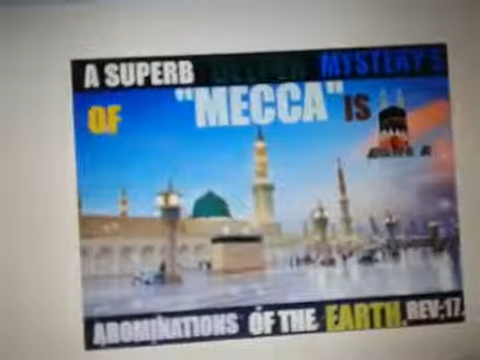 A SUPERB MYSTERY'S
OF "MECCA" IS
ABOMINATIONS OF THE EARTH. REV:17.